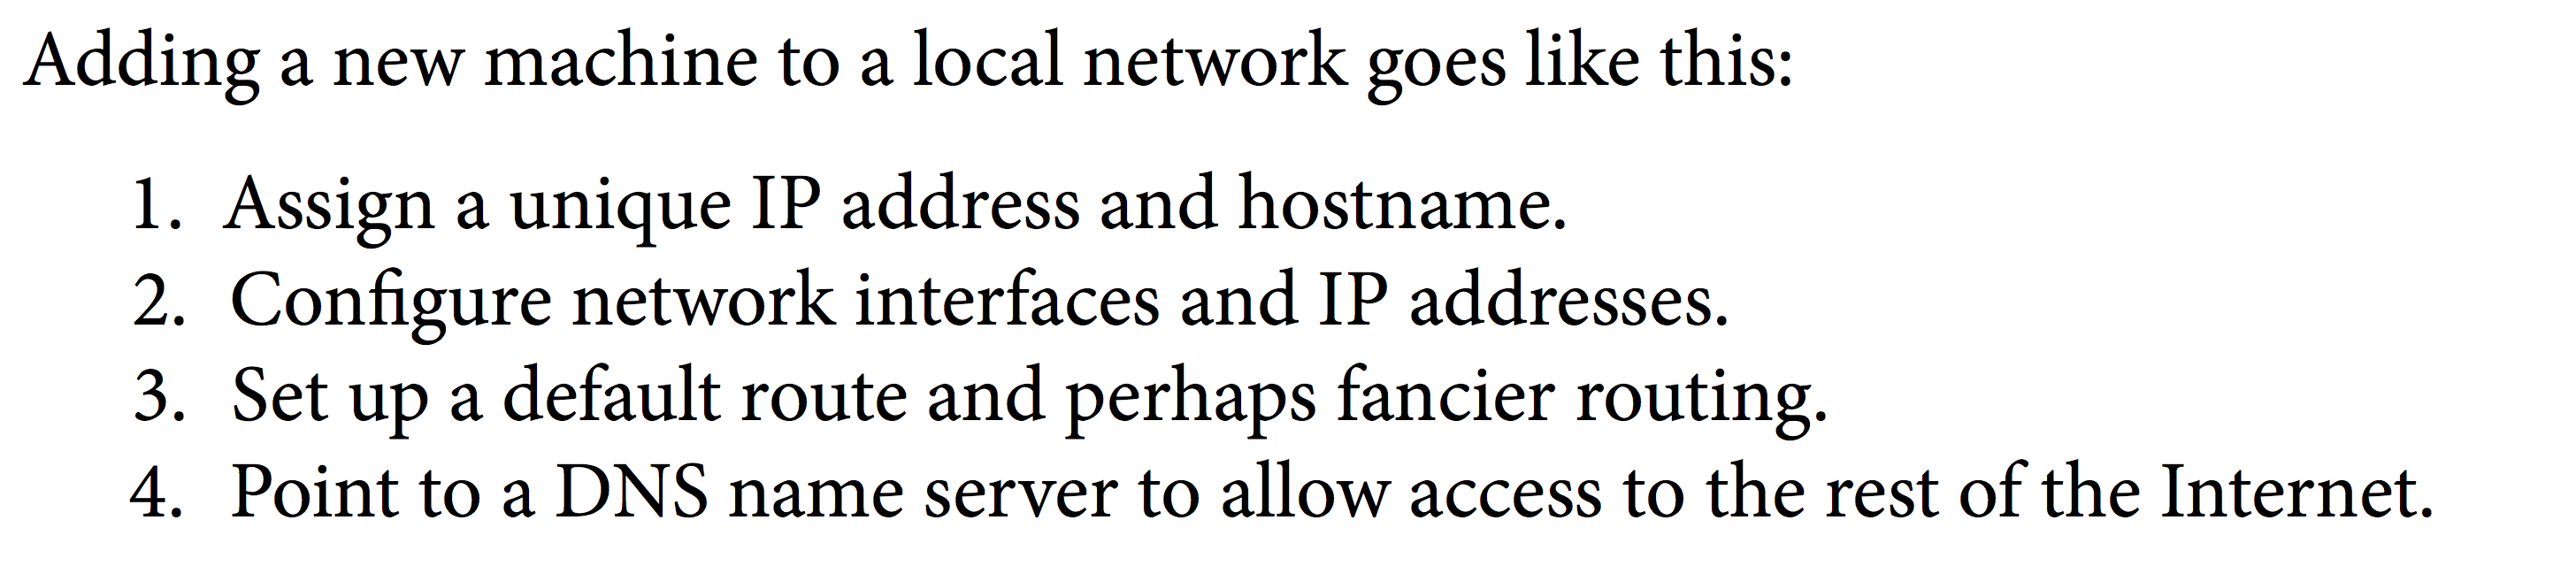 Adding a new machine to a local network goes like this:
1. Assign a unique IP address and hostname.
2. Configure network interfaces and IP addresses.
3. Set up a default route and perhaps fancier routing.
4. Point to a DNS name server to allow access to the rest of the Internet.